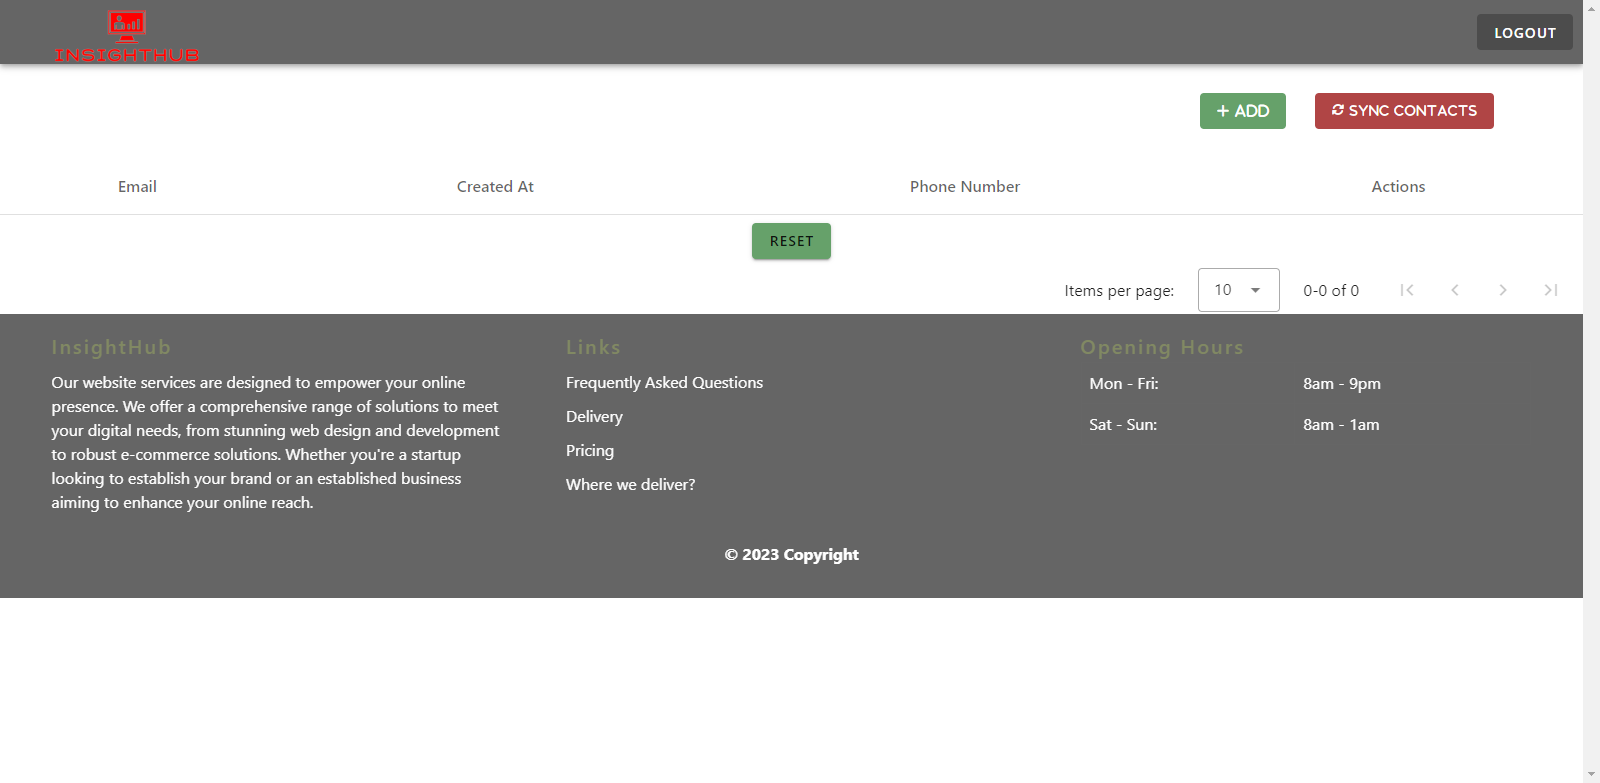 INSIGHTHUB
LOGOUT
+ ADD
SYNC CONTACTS
Email Created At Phone Number Actions
RESET
Items per page: 10 0-0 of 0
InsightHub
Our website services are designed to empower your online
presence. We offer a comprehensive range of solutions to meet
your digital needs, from stunning web design and development
to robust e-commerce solutions. Whether you're a startup
looking to establish your brand or an established business
aiming to enhance your online reach.
Links
Frequently Asked Questions
Delivery
Pricing
Where we deliver?
Opening Hours
Mon - Fri: 8am - 9pm
Sat - Sun: 8am - 1am
© 2023 Copyright